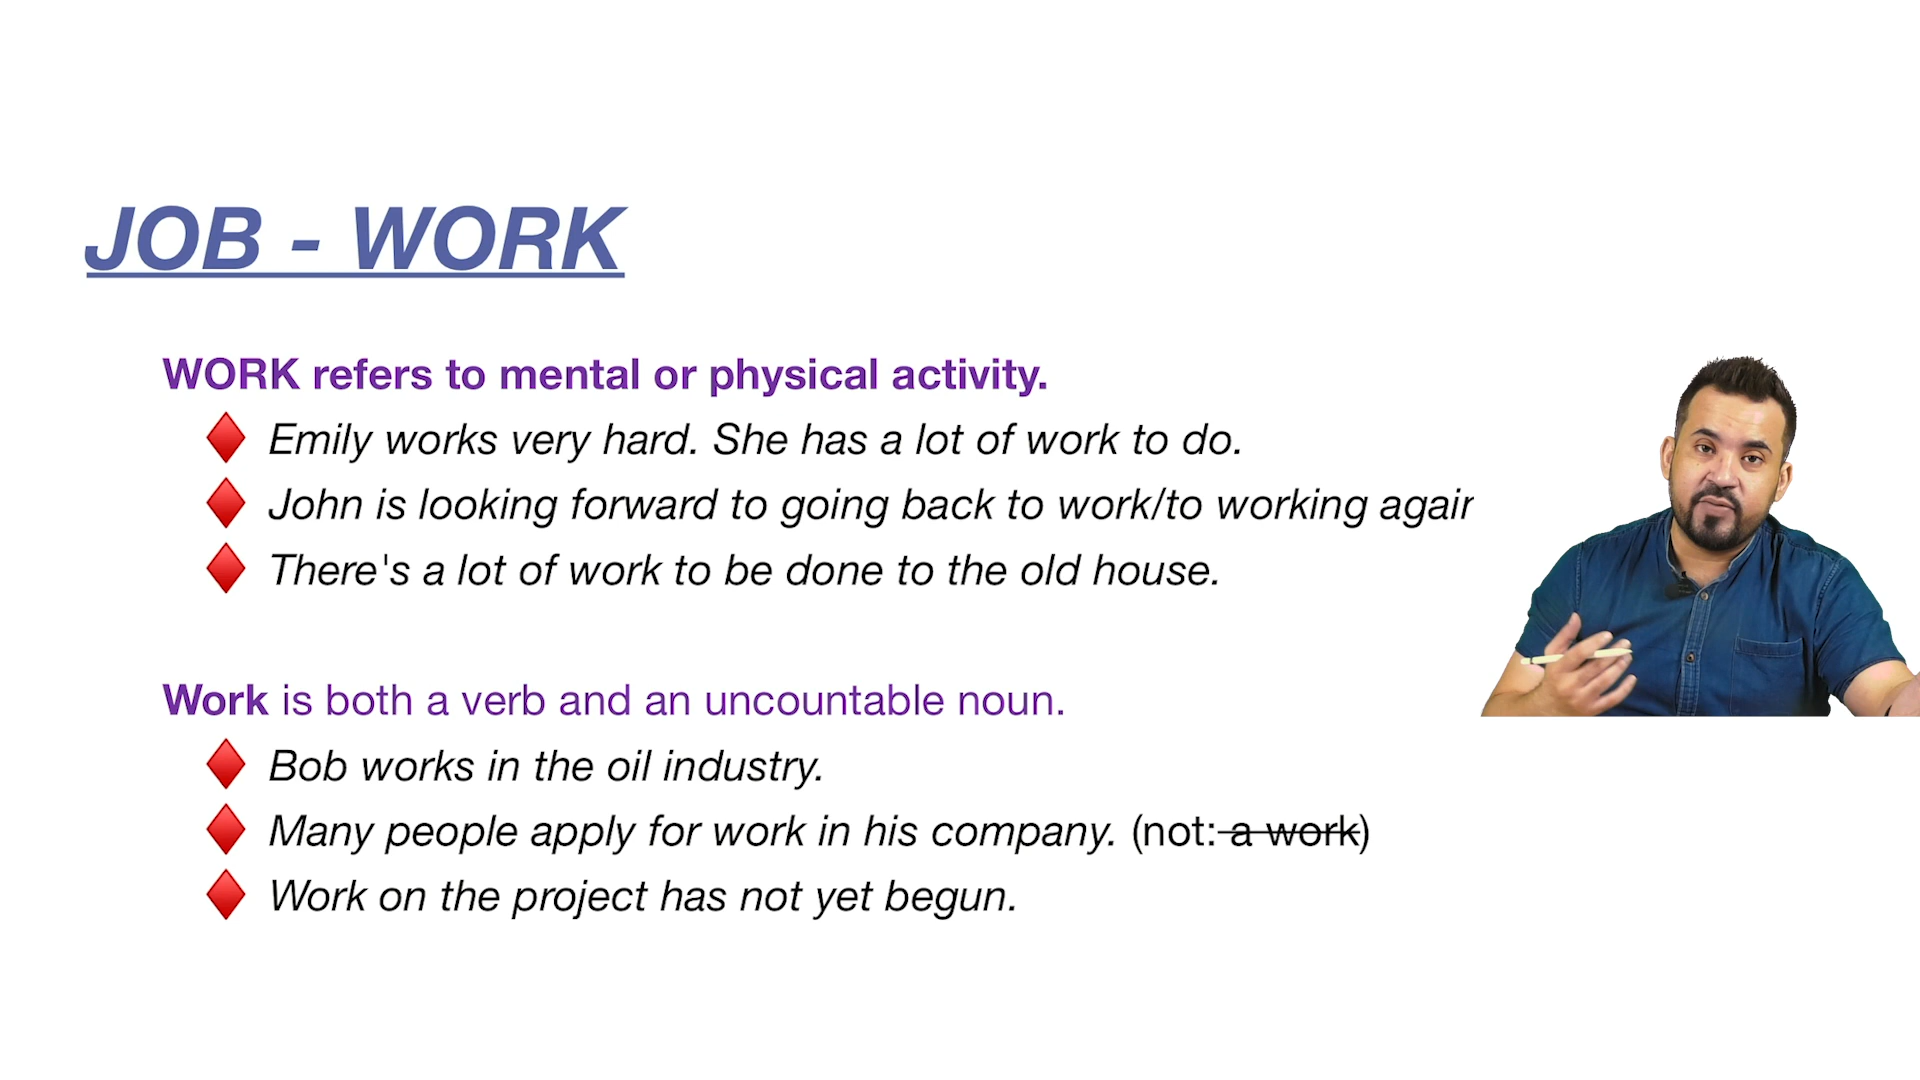 JOB - WORK
WORK refers to mental or physical activity.
Emily works very hard. She has a lot of work to do.
John is looking forward to going back to work/to working
There's a lot of work to be done to the old house.
Work is both a verb and an uncountable noun.
Bob works in the oil industry.
Many people apply for work in his company. (not: a work)
Work on the project has not yet begun.